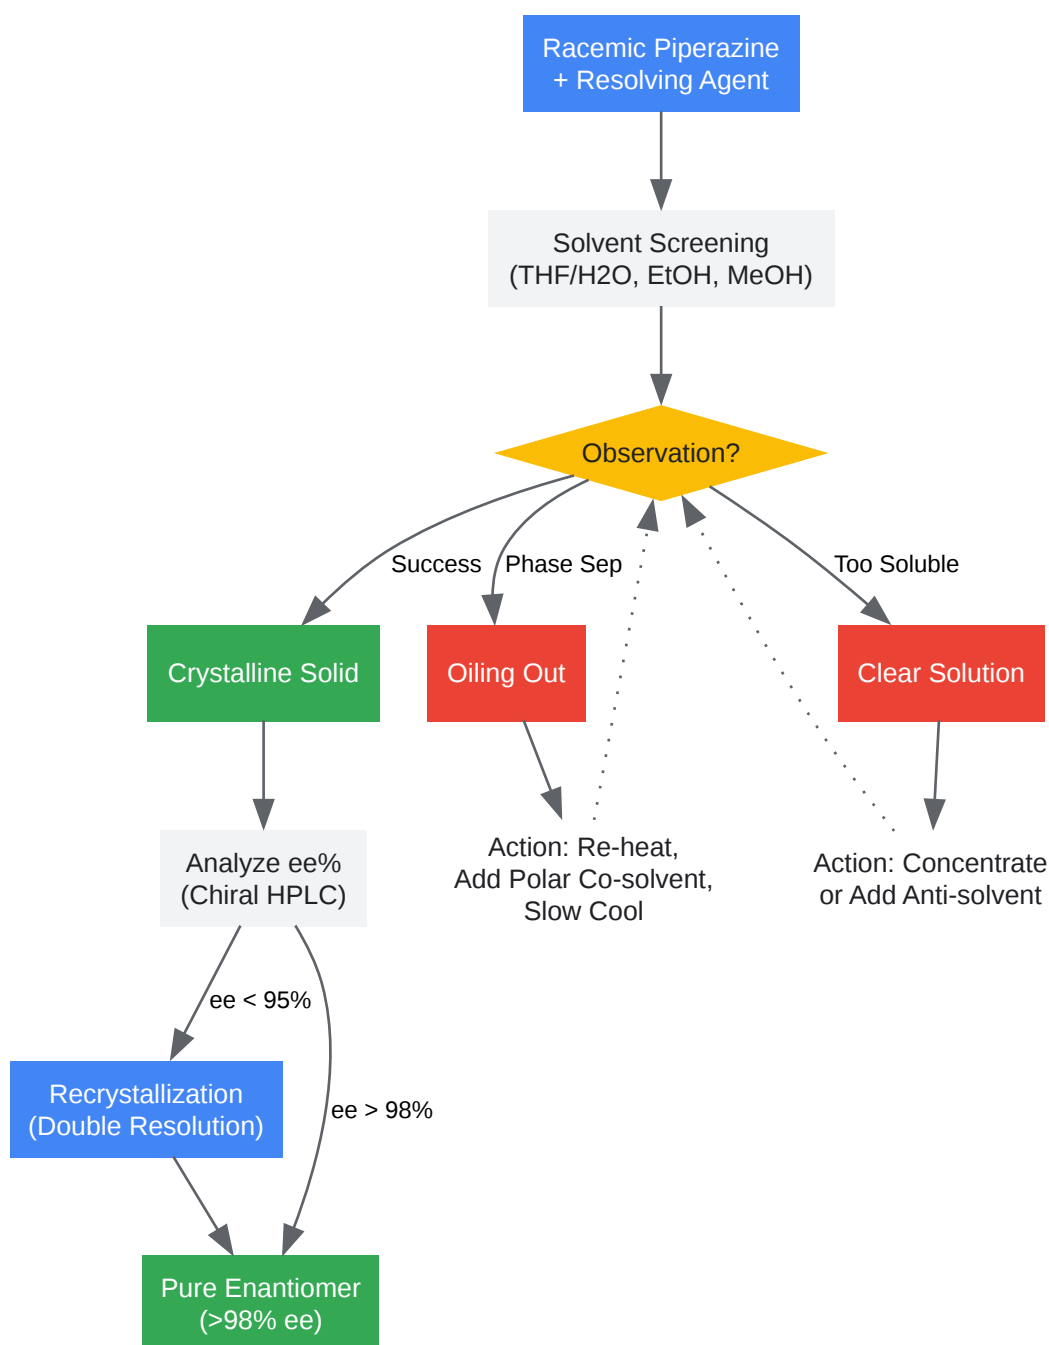 Racemic Piperazine
+ Resolving Agent
Solvent Screening
(THF/H2O, EtOH, MeOH)
Observation?
Success
Phase Sep
Too Soluble
Crystalline Solid
Oiling Out
Clear Solution
Action: Re-heat,
Add Polar Co-solvent,
Slow Cool
Action: Concentrate
or Add Anti-solvent
Analyze ee%
(Chiral HPLC)
ee < 95%
Recrystallization
(Double Resolution)
ee > 98%
Pure Enantiomer
(>98% ee)